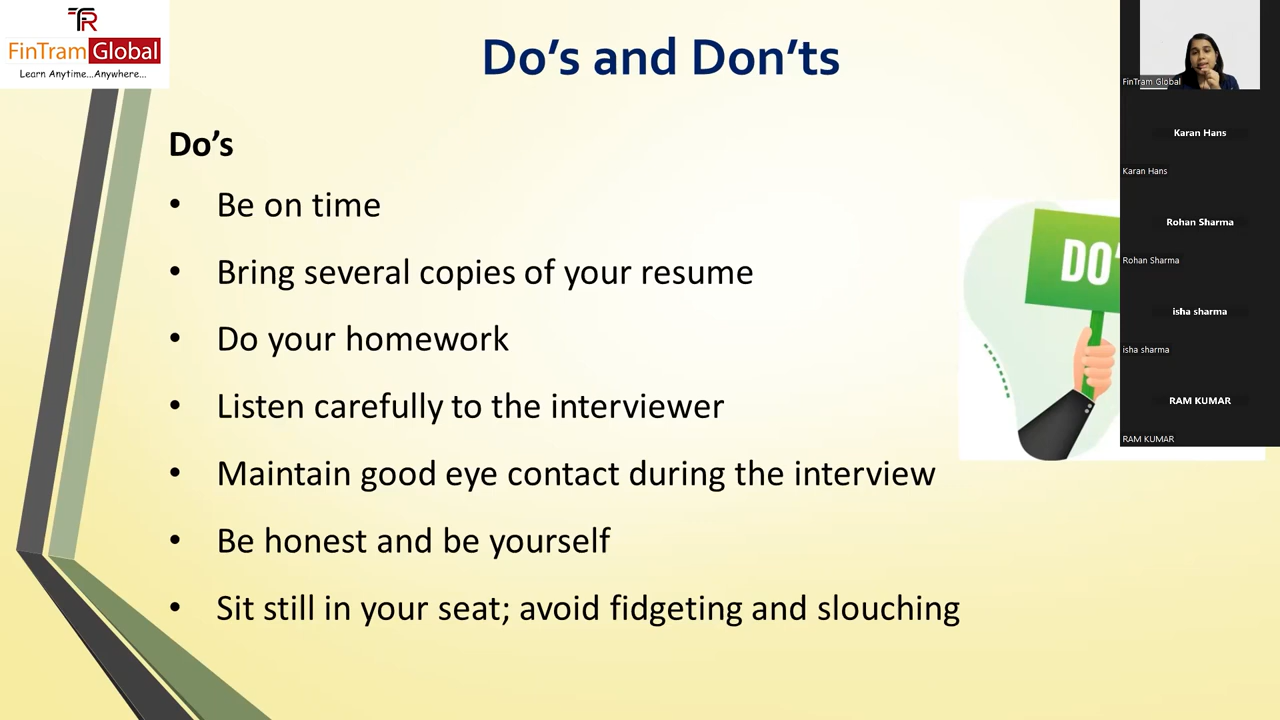 TR
FinTram Global
Learn Anytime...Anywhere...
Do's and Don'ts
Do's
• Be on time
• Bring several copies of your resume
• Do your homework
• Listen carefully to the interviewer
• Maintain good eye contact during the interview
• Be honest and be yourself
• Sit still in your seat; avoid fidgeting and slouching
DO'
FinTram Global
Karan Hans
Karan Hans
Rohan Sharma
Rohan Sharma
isha sharma
isha sharma
RAM KUMAR
RAM KUMAR